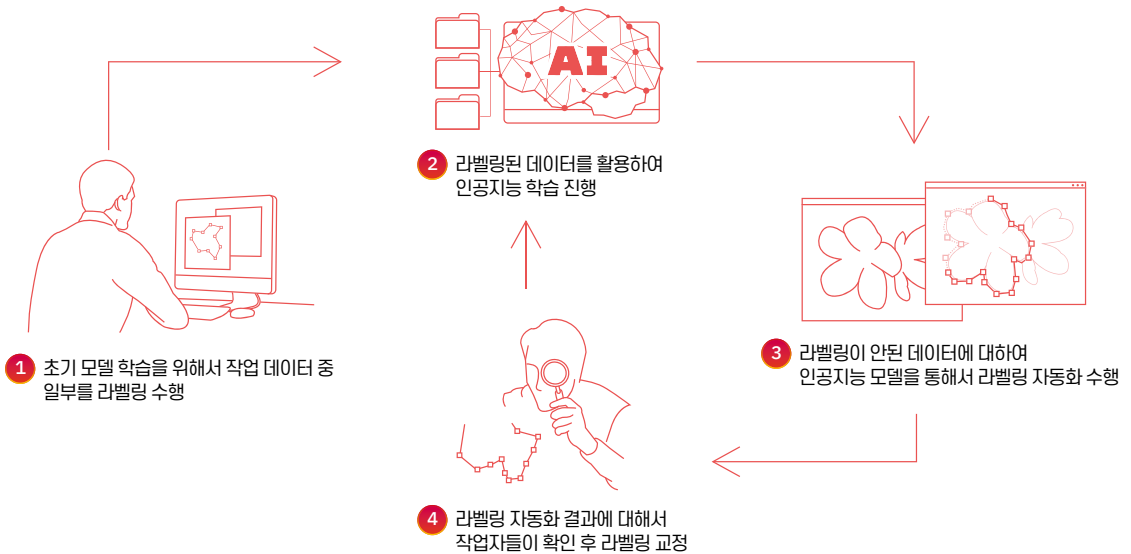 AI
2 라벨링된 데이터를 활용하여
인공지능 학습 진행
1 초기 모델 학습을 위해서 작업 데이터 중
일부를 라벨링 수행
3 라벨링이 안된 데이터에 대하여
인공지능 모델을 통해서 라벨링 자동화 수행
4 라벨링 자동화 결과에 대해서
작업자들이 확인 후 라벨링 교정